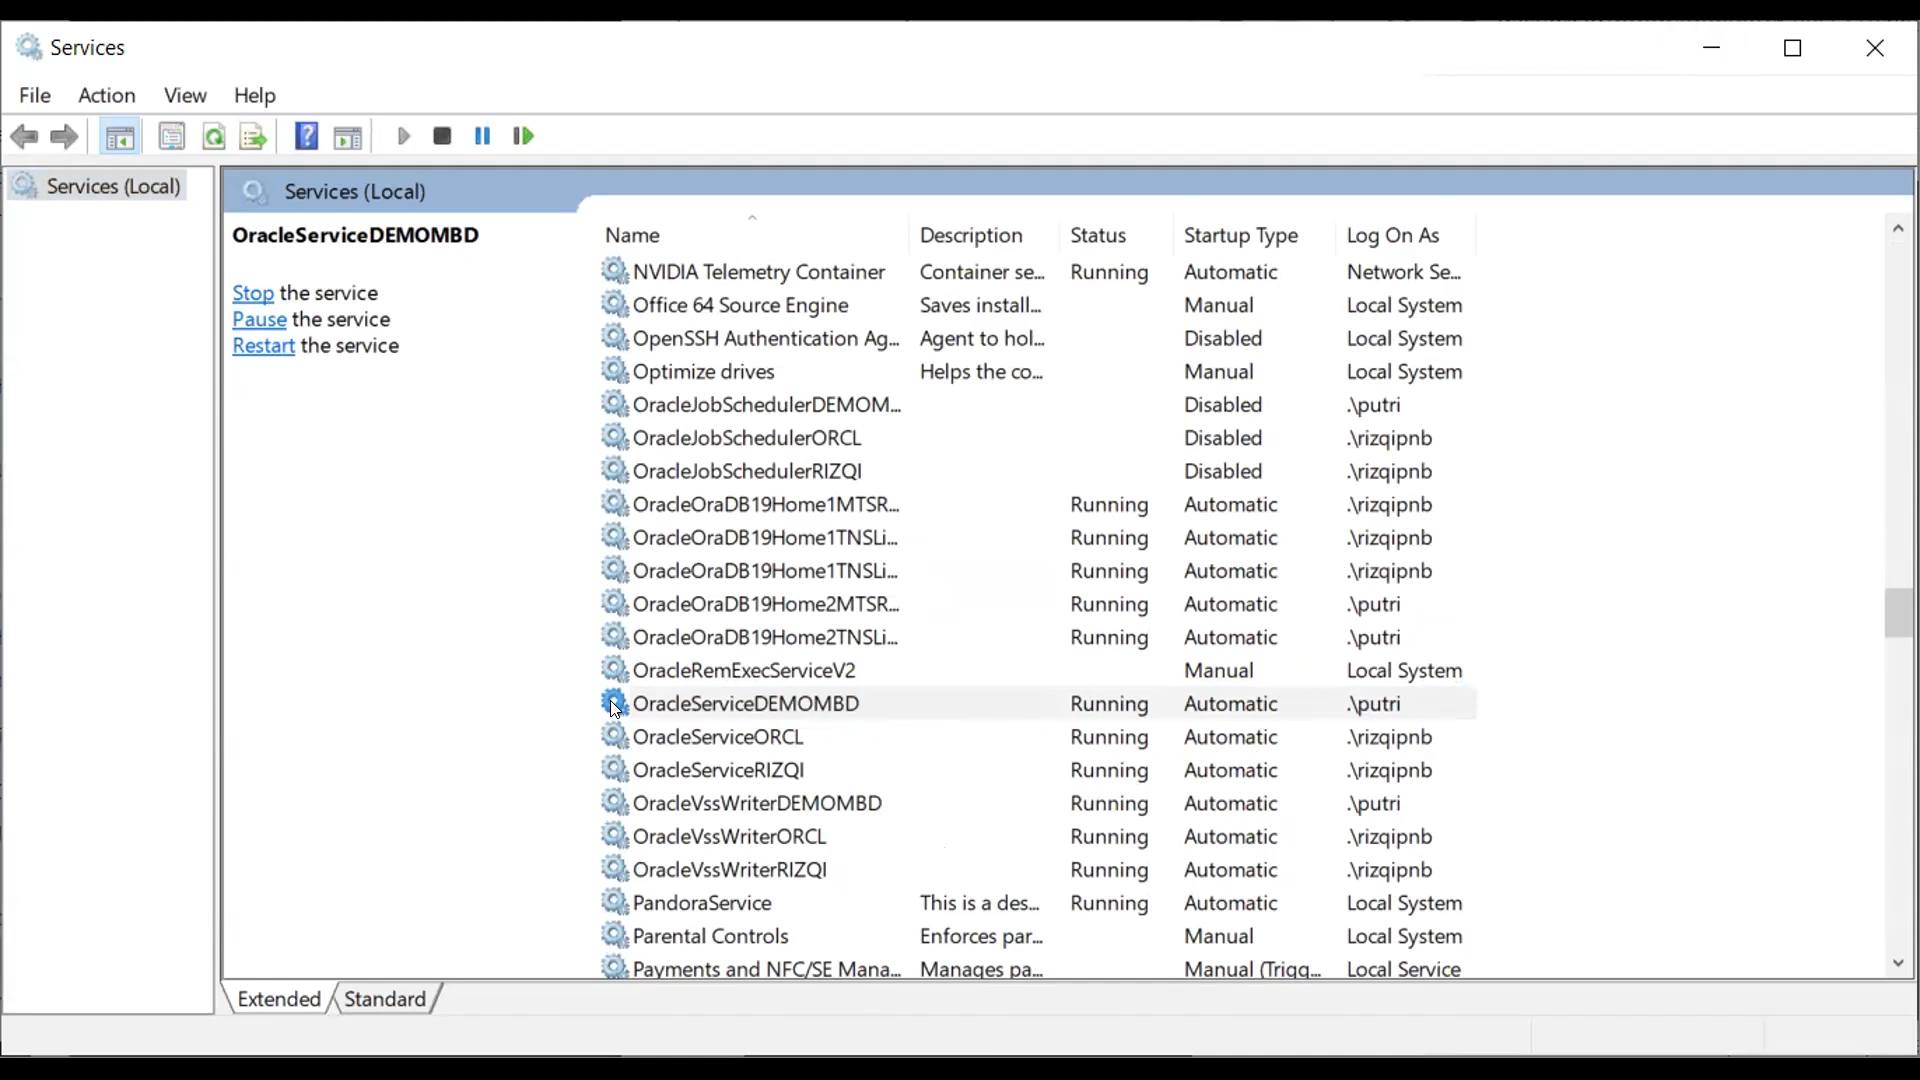 Services
File Action View Help
Services (Local)
Services (Local)
OracleServiceDEMOMBD
Stop the service
Pause the service
Restart the service
Name Description Status Startup Type Log On As
NVIDIA Telemetry Container Container se... Running Automatic Network Se...
Office 64 Source Engine Saves install... Manual Local System
OpenSSH Authentication Ag... Agent to hol... Disabled Local System
Optimize drives Helps the co... Manual Local System
OracleJobSchedulerDEMOM... Disabled .\putri
OracleJobSchedulerORCL Disabled .\rizqipnb
OracleJobSchedulerRIZQI Disabled .\rizqipnb
OracleOraDB19Home1MTSR... Running Automatic .\rizqipnb
OracleOraDB19Home1TNSLi... Running Automatic .\rizqipnb
OracleOraDB19Home1TNSLi... Running Automatic .\rizqipnb
OracleOraDB19Home2MTSR... Running Automatic .\putri
OracleOraDB19Home2TNSLi... Running Automatic .\putri
OracleRemExecServiceV2 Manual Local System
OracleServiceDEMOMBD Running Automatic .\putri
OracleServiceORCL Running Automatic .\rizqipnb
OracleServiceRIZQI Running Automatic .\rizqipnb
OracleVssWriterDEMOMBD Running Automatic .\putri
OracleVssWriterORCL Running Automatic .\rizqipnb
OracleVssWriterRIZQI Running Automatic .\rizqipnb
PandoraService This is a des... Running Automatic Local System
Parental Controls Enforces par... Manual Local System
Payments and NFC/SE Mana... Manages pa... Manual (Trigg... Local Service
Extended Standard